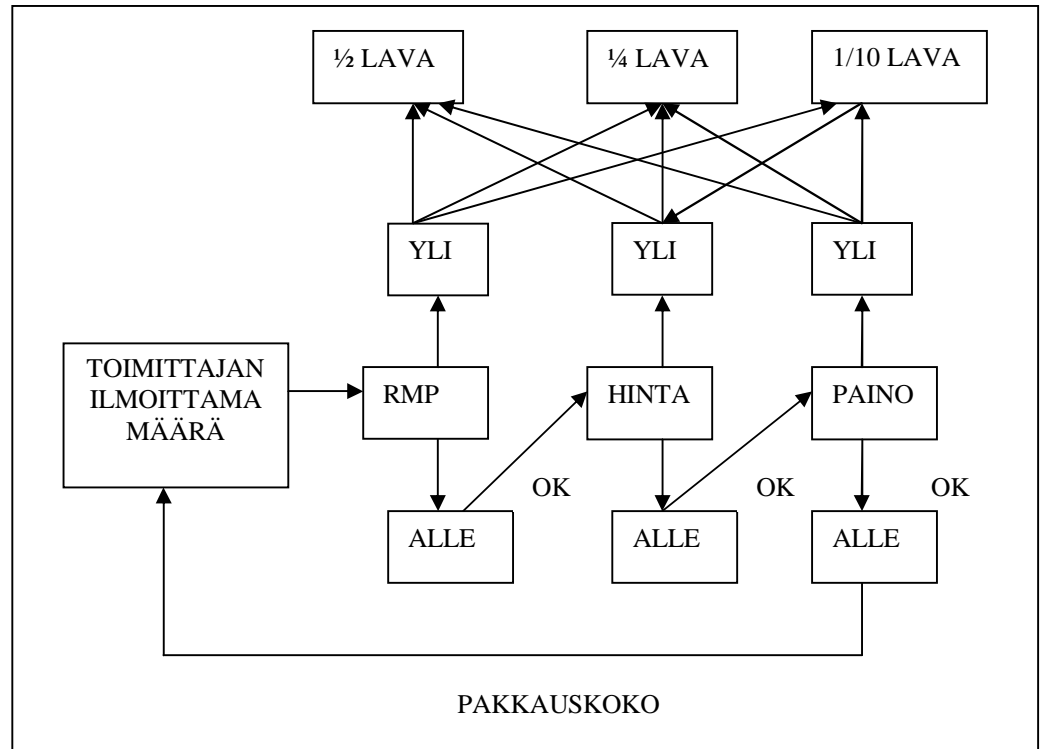 ½ LAVA
¼ LAVA
1/10 LAVA
YLI
YLI
YLI
TOIMITTAJAN
ILMOITTAMA
MÄÄRÄ
RMP
HINTA
PAINO
OK
OK
OK
ALLE
ALLE
ALLE
PAKKAUSKOKO